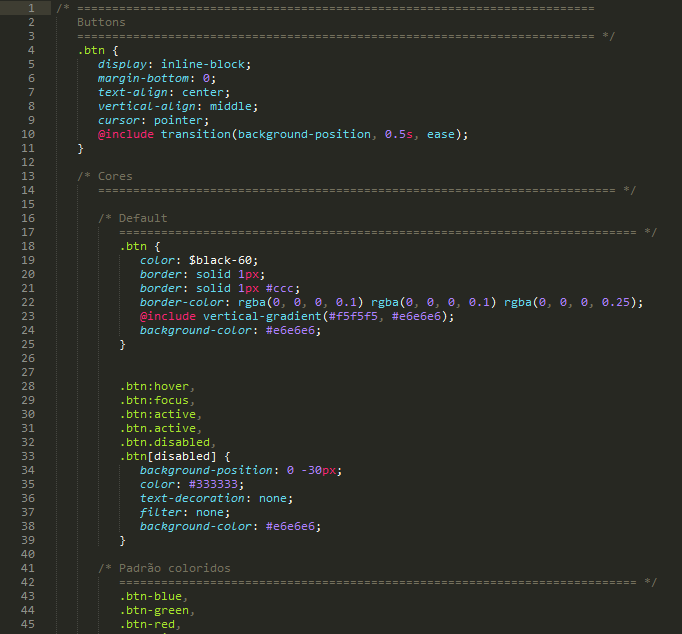 1 /* ==========================================================================
2 Buttons
3 ========================================================================== */
4 .btn {
5 display: inline-block;
6 margin-bottom: 0;
7 text-align: center;
8 vertical-align: middle;
9 cursor: pointer;
10 @include transition(background-position, 0.5s, ease);
11 }
12
13 /* Cores
14 ========================================================================== */
15
16 /* Default
17 ========================================================================== */
18 .btn {
19 color: $black-60;
20 border: solid 1px;
21 border: solid 1px #ccc;
22 border-color: rgba(0, 0, 0, 0.1) rgba(0, 0, 0, 0.1) rgba(0, 0, 0, 0.25);
23 @include vertical-gradient(#f5f5f5, #e6e6e6);
24 background-color: #e6e6e6;
25 }
26
27
28 .btn:hover,
29 .btn:focus,
30 .btn:active,
31 .btn.active,
32 .btn.disabled,
33 .btn[disabled] {
34 background-position: 0 -30px;
35 color: #333333;
36 text-decoration: none;
37 filter: none;
38 background-color: #e6e6e6;
39 }
40
41 /* Padrão coloridos
42 ========================================================================== */
43 .btn-blue,
44 .btn-green,
45 .btn-red,